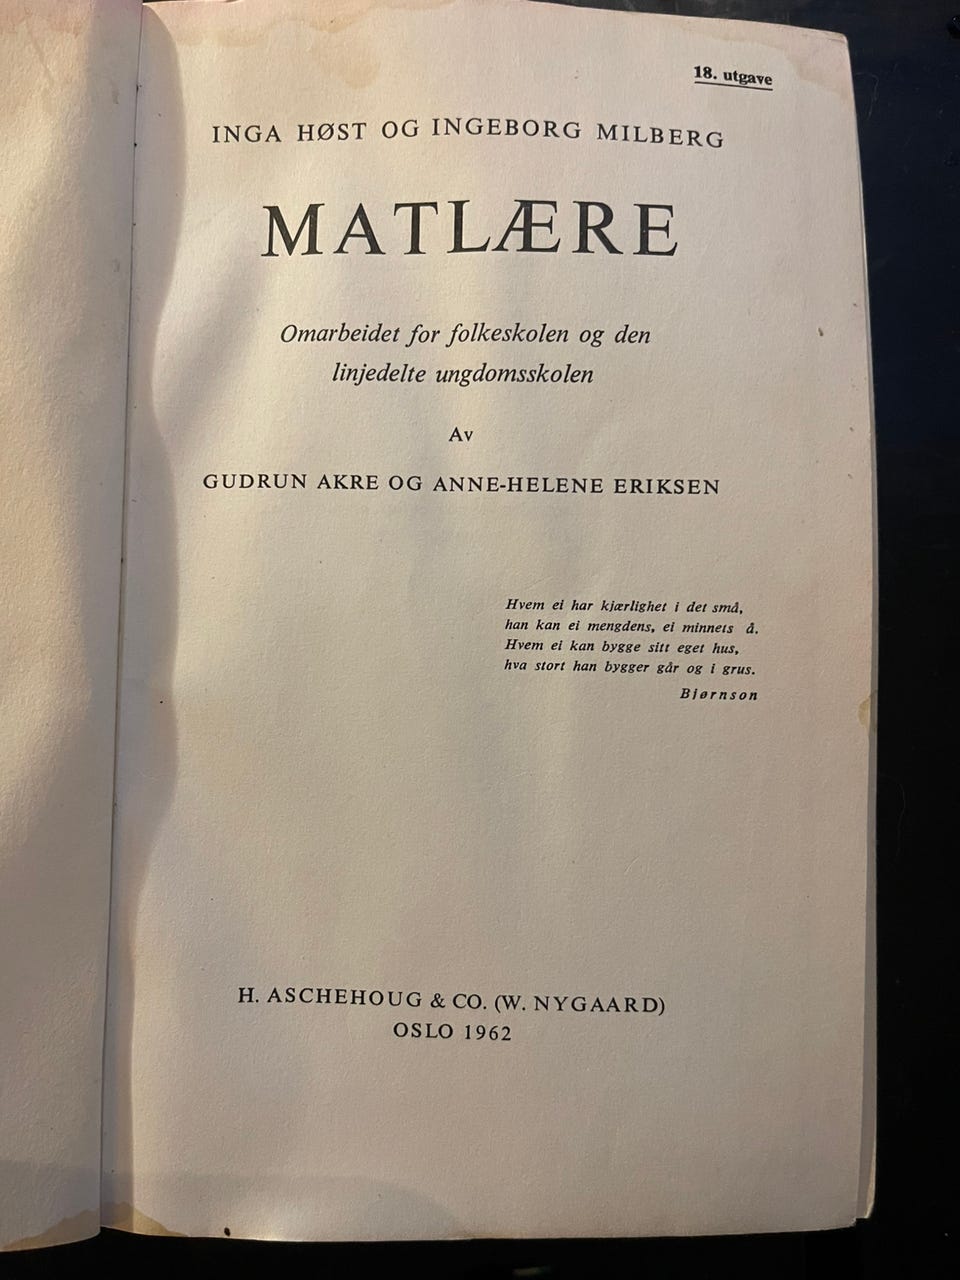 18. utgave
INGA HØST OG INGEBORG MILBERG
MATLÆRE
Omarbeidet for folkeskolen og den
linjedelte ungdomsskolen
Av
GUDRUN AKRE OG ANNE-HELENE ERIKSEN
Hvem ei har kjærlighet i det små,
han kan ei mengdens, ei minnets å.
Hvem ei kan bygge sitt eget hus,
hva stort han bygger går og i grus.
Bjørnson
H. ASCHEHOUG & CO. (W. NYGAARD)
OSLO 1962